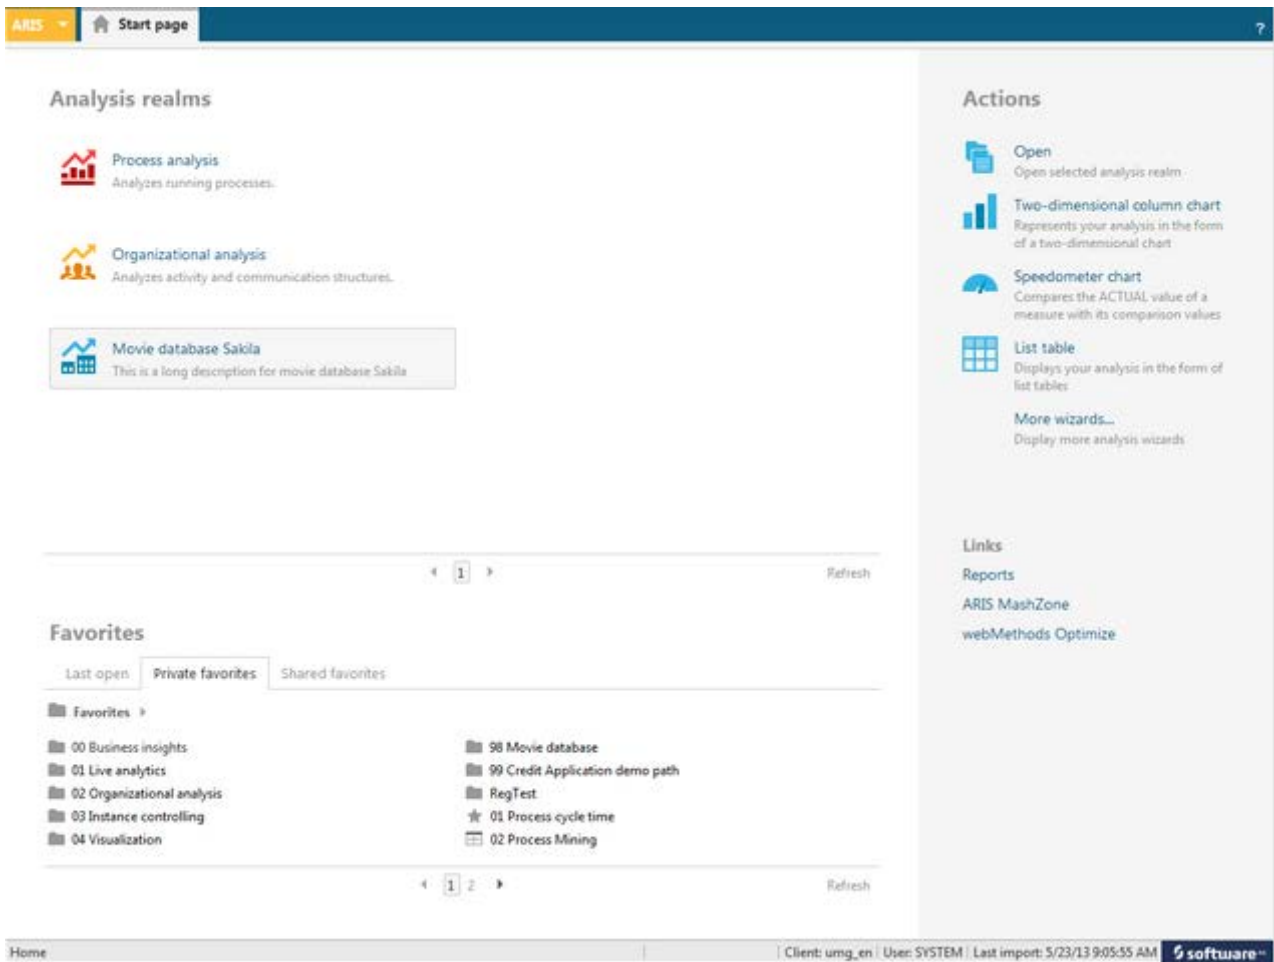 ARIS
Start page
?
Analysis realms
Process analysis
Analyzes running processes.
Organizational analysis
Analyzes activity and communication structures.
Movie database Sakila
This is a long description for movie database Sakila
1
Refresh
Favorites
Last open Private favorites Shared favorites
Favorites
00 Business insights
01 Live analytics
02 Organizational analysis
03 Instance controlling
04 Visualization
98 Movie database
99 Credit Application demo path
RegTest
01 Process cycle time
02 Process Mining
1 2
Refresh
Actions
Open
Open selected analysis realm
Two-dimensional column chart
Represents your analysis in the form
of a two-dimensional chart
Speedometer chart
Compares the ACTUAL value of a
measure with its comparison values
List table
Displays your analysis in the form of
list tables
More wizards...
Display more analysis wizards
Links
Reports
ARIS MashZone
webMethods Optimize
Home
Client: umg_en User: SYSTEM Last import: 5/23/13 9:05:55 AM
software AG